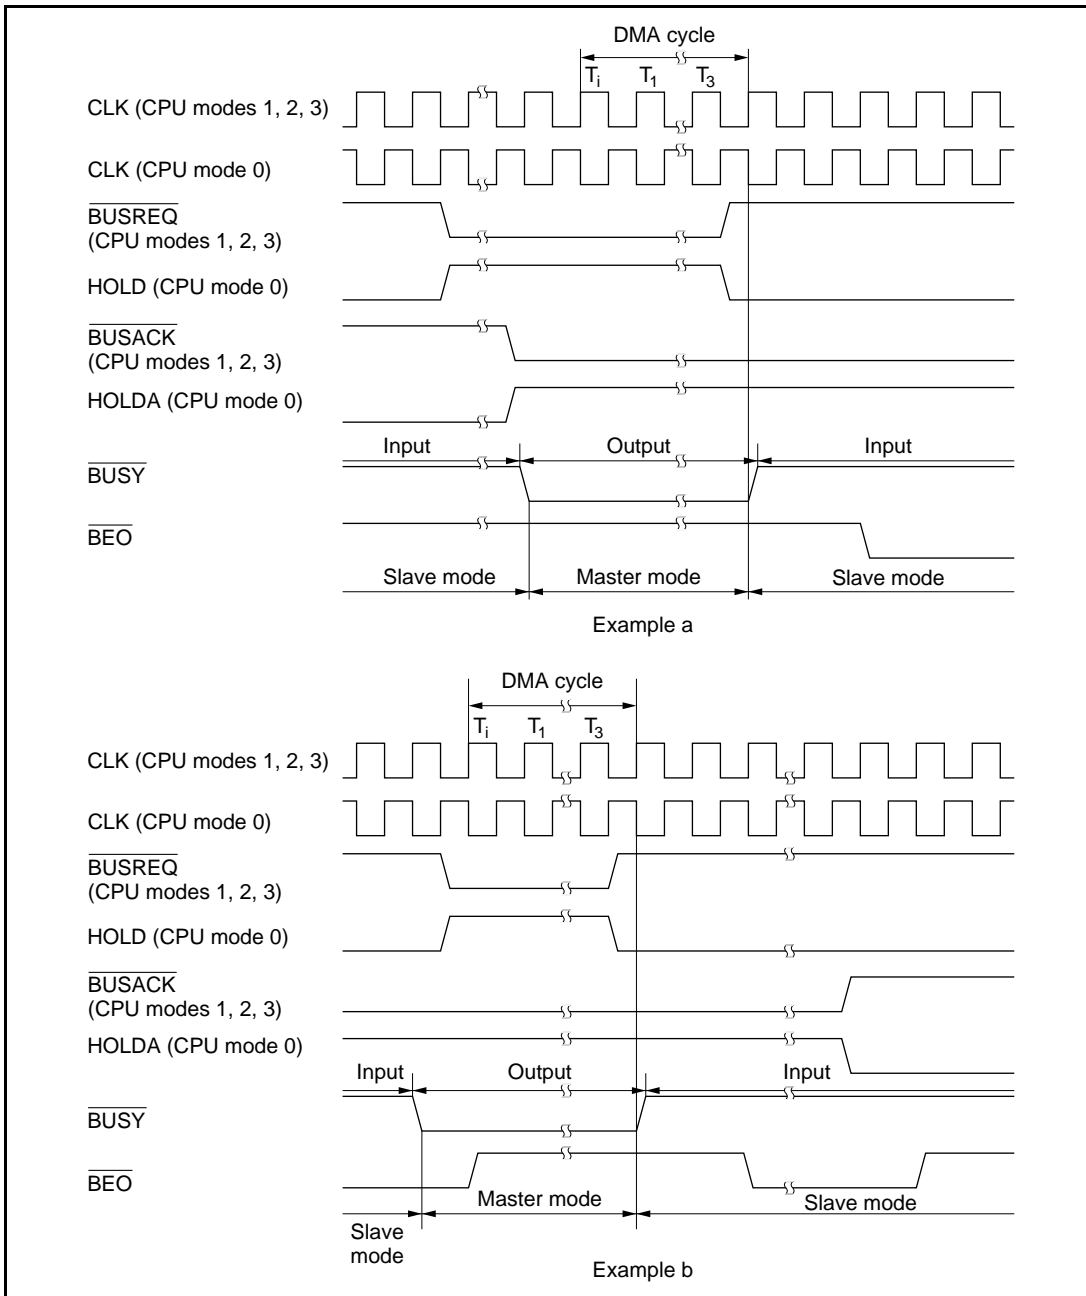 DMA cycle
Ti T1 T3
CLK (CPU modes 1, 2, 3)
CLK (CPU mode 0)
BUSREQ
(CPU modes 1, 2, 3)
HOLD (CPU mode 0)
BUSACK
(CPU modes 1, 2, 3)
HOLDA (CPU mode 0)
Input Output Input
BUSY
BEO
Slave mode Master mode Slave mode
Example a
DMA cycle
Ti T1 T3
CLK (CPU modes 1, 2, 3)
CLK (CPU mode 0)
BUSREQ
(CPU modes 1, 2, 3)
HOLD (CPU mode 0)
BUSACK
(CPU modes 1, 2, 3)
HOLDA (CPU mode 0)
Input Output Input
BUSY
BEO
Slave mode Master mode Slave mode
Example b